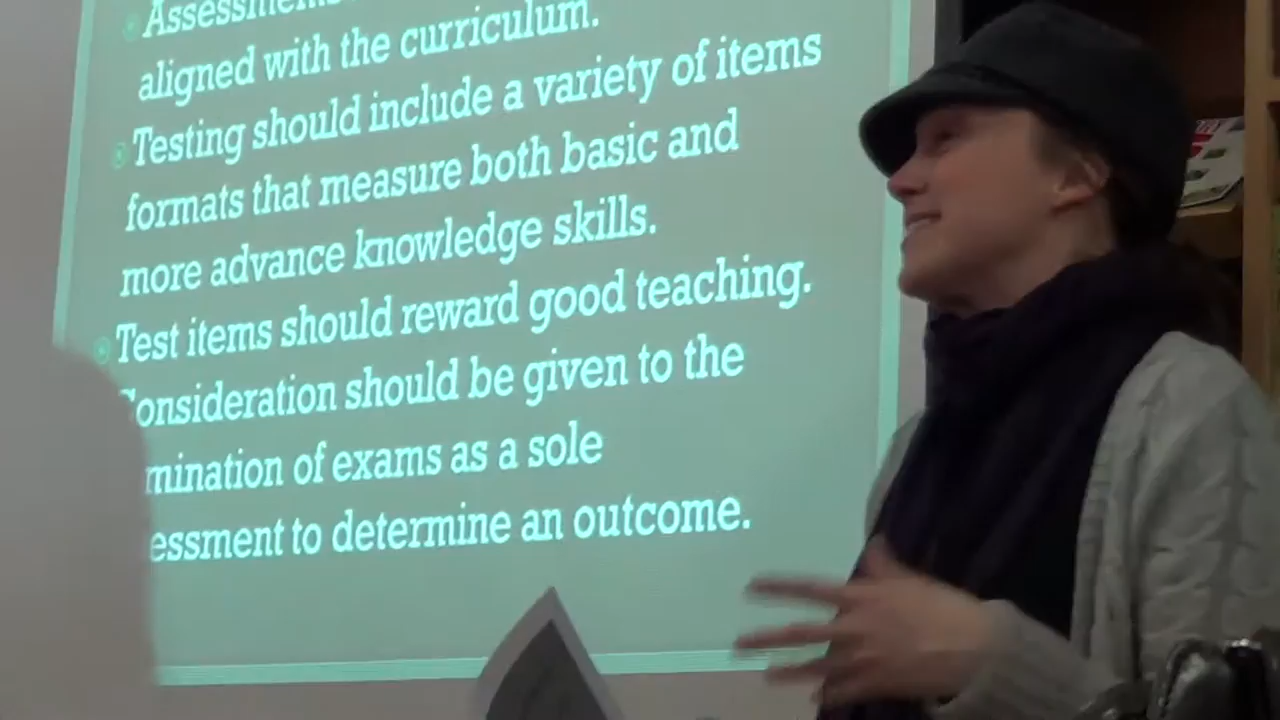 Assessments
aligned with the curriculum.
Testing should include a variety of items
formats that measure both basic and
more advance knowledge skills.
Test items should reward good teaching.
onsideration should be given to the
mination of exams as a sole
essment to determine an outcome.